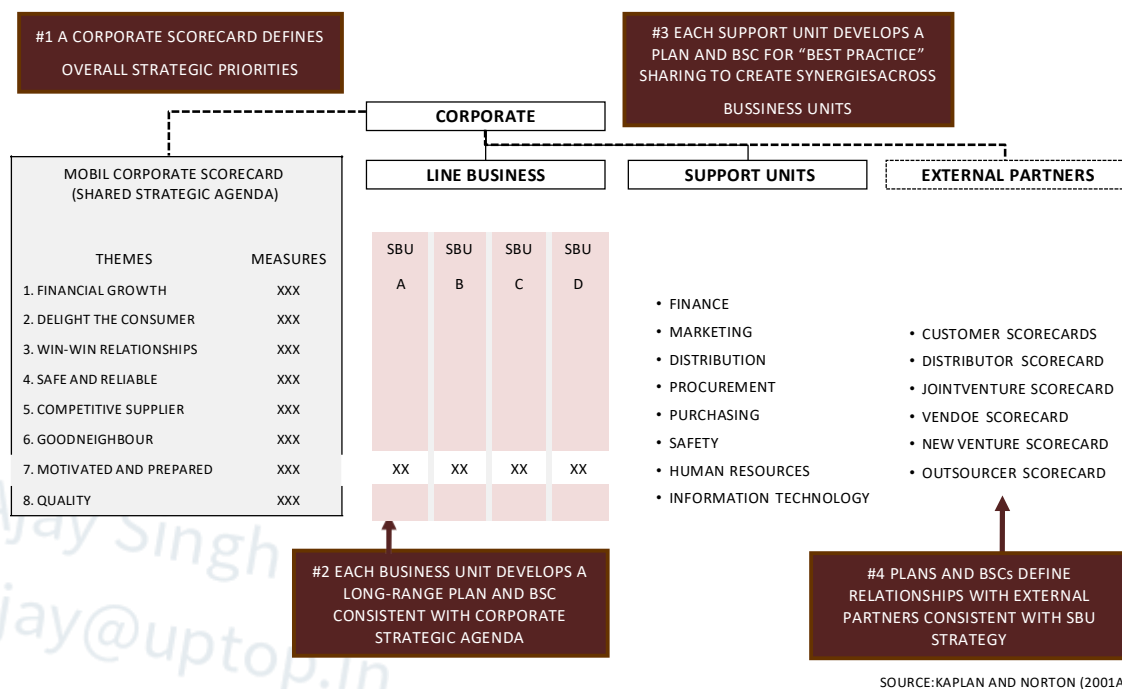 #1 A CORPORATE SCORECARD DEFINES
OVERALL STRATEGIC PRIORITIES
#3 EACH SUPPORT UNIT DEVELOPS A
PLAN AND BSC FOR “BEST PRACTICE”
SHARING TO CREATE SYNERGIESACROSS
BUSSINESS UNITS
CORPORATE
MOBIL CORPORATE SCORECARD
(SHARED STRATEGIC AGENDA)
THEMES MEASURES
1. FINANCIAL GROWTH XXX
2. DELIGHT THE CONSUMER XXX
3. WIN-WIN RELATIONSHIPS XXX
4. SAFE AND RELIABLE XXX
5. COMPETITIVE SUPPLIER XXX
6. GOODNEIGHBOUR XXX
7. MOTIVATED AND PREPARED XXX
8. QUALITY XXX
LINE BUSINESS
SBU SBU SBU SBU
A B C D
XX XX XX XX
SUPPORT UNITS
• FINANCE
• MARKETING
• DISTRIBUTION
• PROCUREMENT
• PURCHASING
• SAFETY
• HUMAN RESOURCES
• INFORMATION TECHNOLOGY
EXTERNAL PARTNERS
• CUSTOMER SCORECARDS
• DISTRIBUTOR SCORECARD
• JOINTVENTURE SCORECARD
• VENDOE SCORECARD
• NEW VENTURE SCORECARD
• OUTSOURCER SCORECARD
#2 EACH BUSINESS UNIT DEVELOPS A
LONG-RANGE PLAN AND BSC
CONSISTENT WITH CORPORATE
STRATEGIC AGENDA
#4 PLANS AND BSCs DEFINE
RELATIONSHIPS WITH EXTERNAL
PARTNERS CONSISTENT WITH SBU
STRATEGY
SOURCE:KAPLAN AND NORTON (2001A
Ajay Singh
jay@uptop.in